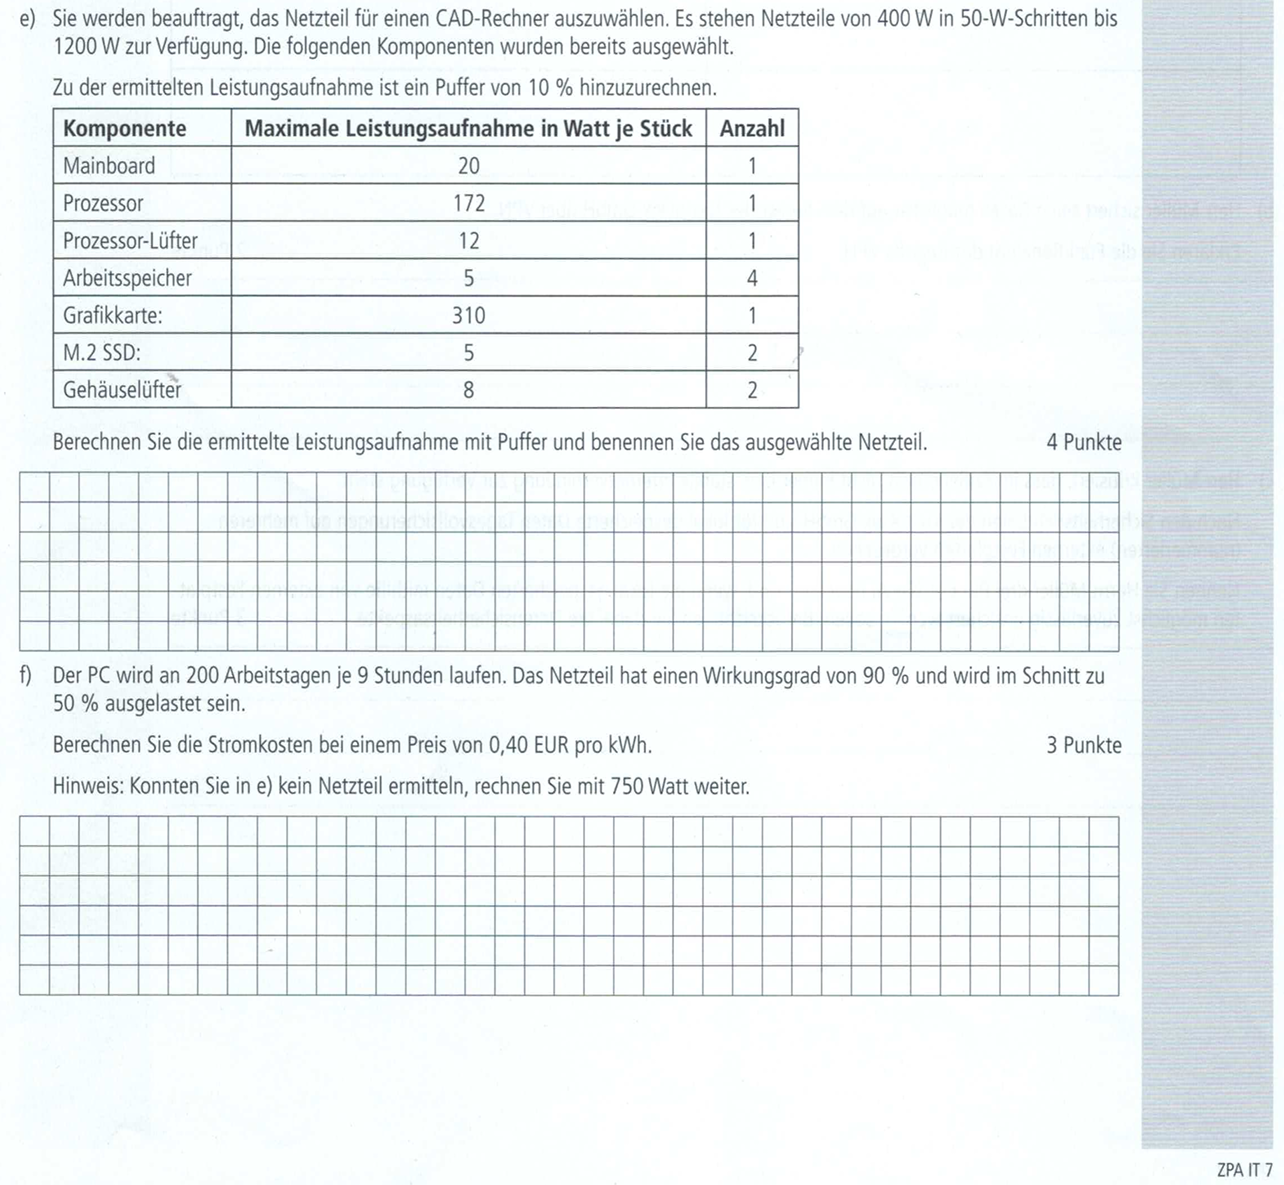 e) Sie werden beauftragt, das Netzteil für einen CAD-Rechner auszuwählen. Es stehen Netzteile von 400 W in 50-W-Schritten bis
1200 W zur Verfügung. Die folgenden Komponenten wurden bereits ausgewählt.
Zu der ermittelten Leistungsaufnahme ist ein Puffer von 10 % hinzuzurechnen.
Komponente Maximale Leistungsaufnahme in Watt je Stück Anzahl
Mainboard 20 1
Prozessor 172 1
Prozessor-Lüfter 12 1
Arbeitsspeicher 5 4
Grafikkarte: 310 1
M.2 SSD: 5 2
Gehäuselüfter 8 2
Berechnen Sie die ermittelte Leistungsaufnahme mit Puffer und benennen Sie das ausgewählte Netzteil. 4 Punkte
f) Der PC wird an 200 Arbeitstagen je 9 Stunden laufen. Das Netzteil hat einen Wirkungsgrad von 90 % und wird im Schnitt zu
50 % ausgelastet sein.
Berechnen Sie die Stromkosten bei einem Preis von 0,40 EUR pro kWh. 3 Punkte
Hinweis: Konnten Sie in e) kein Netzteil ermitteln, rechnen Sie mit 750 Watt weiter.
ZPA IT 7